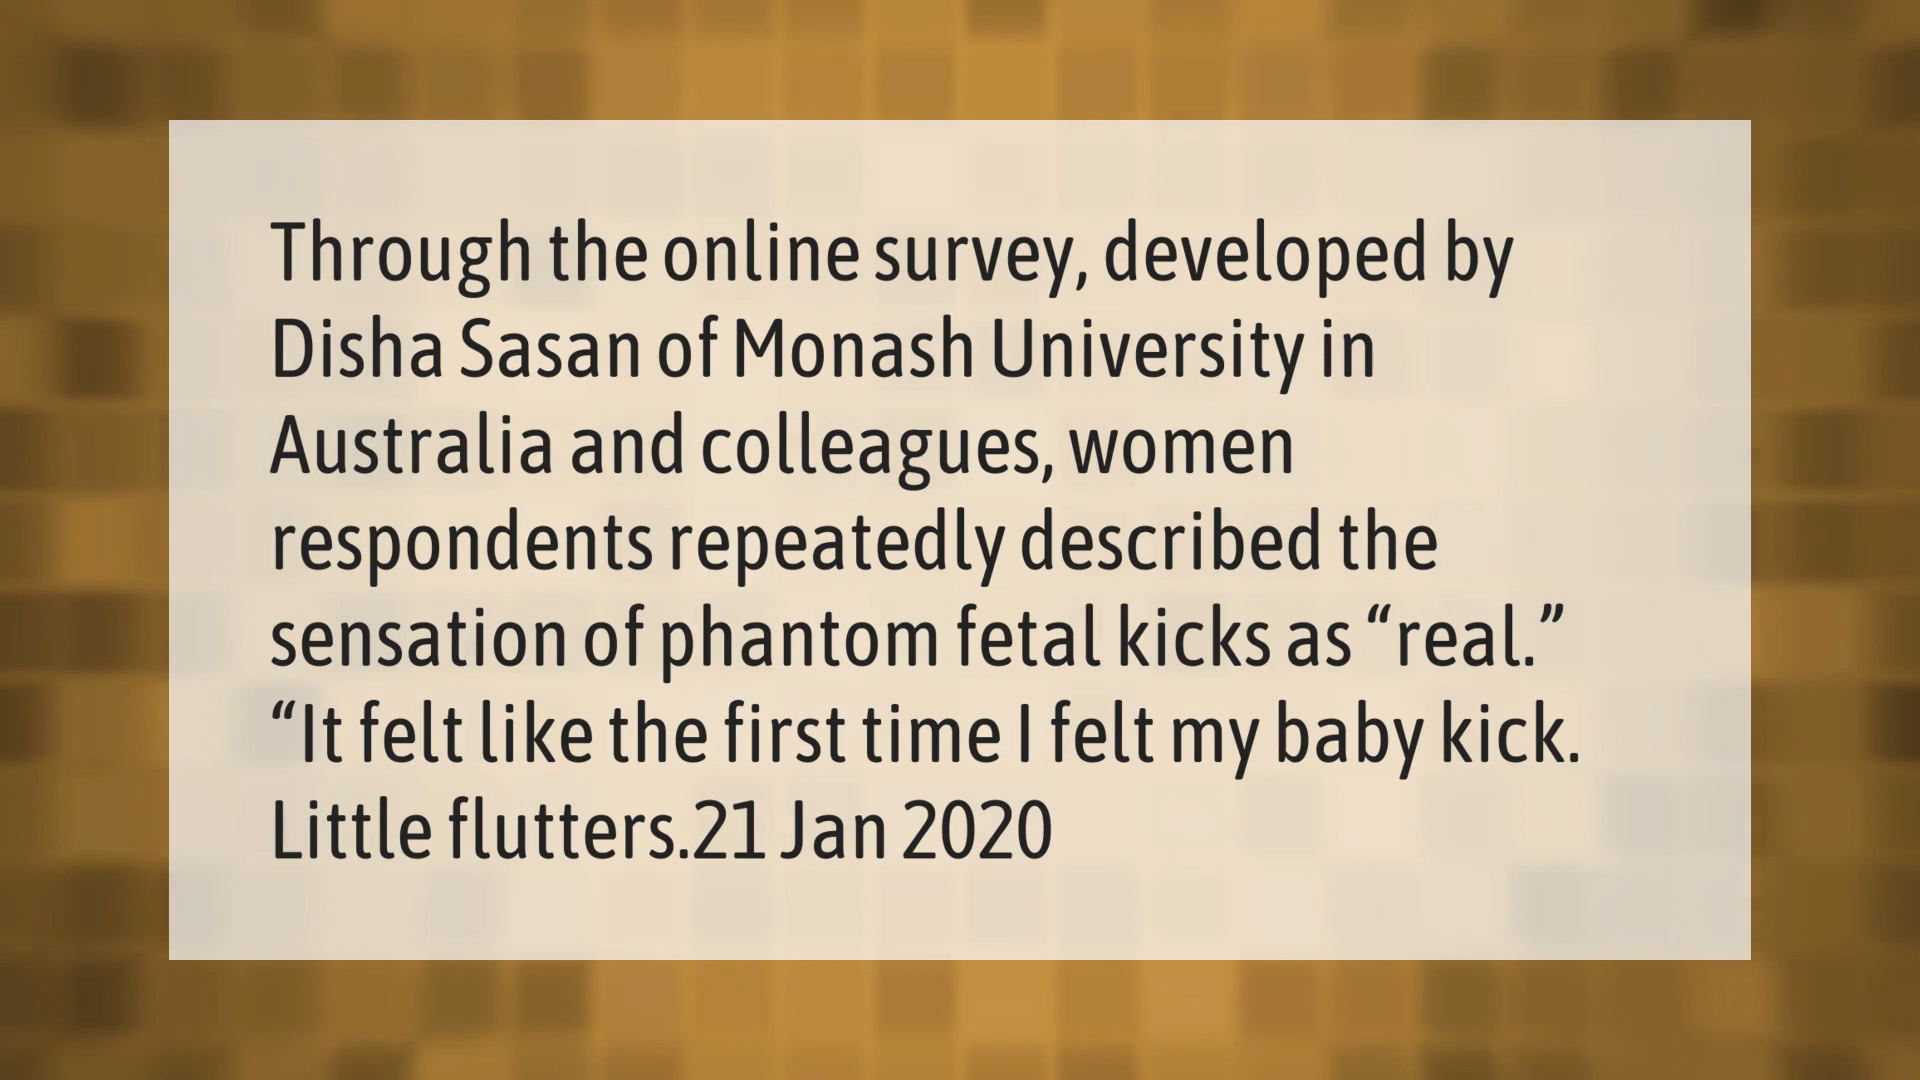 Through the online survey, developed by
Disha Sasan of Monash University in
Australia and colleagues, women
respondents repeatedly described the
sensation of phantom fetal kicks as “real.”
“It felt like the first time I felt my baby kick.
Little flutters.21 Jan 2020